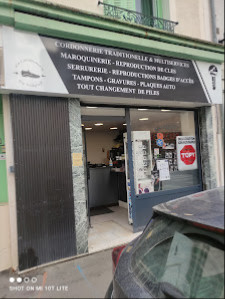 CORDONNERIE TRADITIONELLE & MULTISERVICES
MAROQUINERIE - REPRODUCTION DE CLÉS
SERRURERIE - REPRODUCTIONS BADGES D'ACCÈS
TAMPONS - GRAVURES - PLAQUES AUTO
TOUT CHANGEMENT DE PILES
TOP!
SHOT ON MI 10T LITE